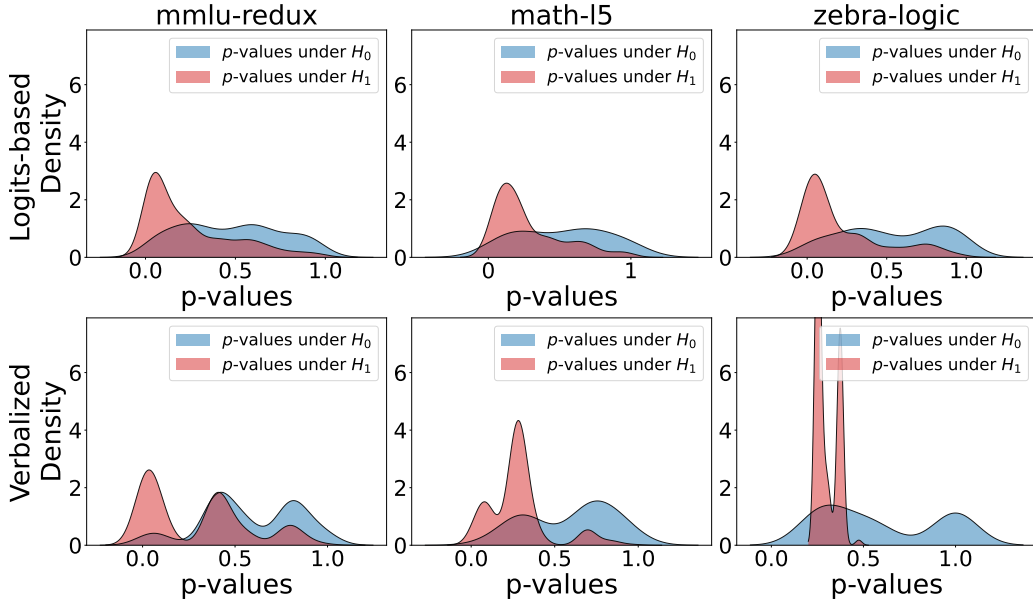 mmlu-redux
math-l5
zebra-logic
Logits-based
Density
6
4
2
0
p-values under H0
p-values under H1
0.0 0.5 1.0
p-values
6
4
2
0
p-values under H0
p-values under H1
0 1
p-values
6
4
2
0
p-values under H0
p-values under H1
0.0 0.5 1.0
p-values
Verbalized
Density
6
4
2
0
p-values under H0
p-values under H1
0.0 0.5 1.0
p-values
6
4
2
0
p-values under H0
p-values under H1
0.0 0.5 1.0
p-values
6
4
2
0
p-values under H0
p-values under H1
0.0 0.5 1.0
p-values